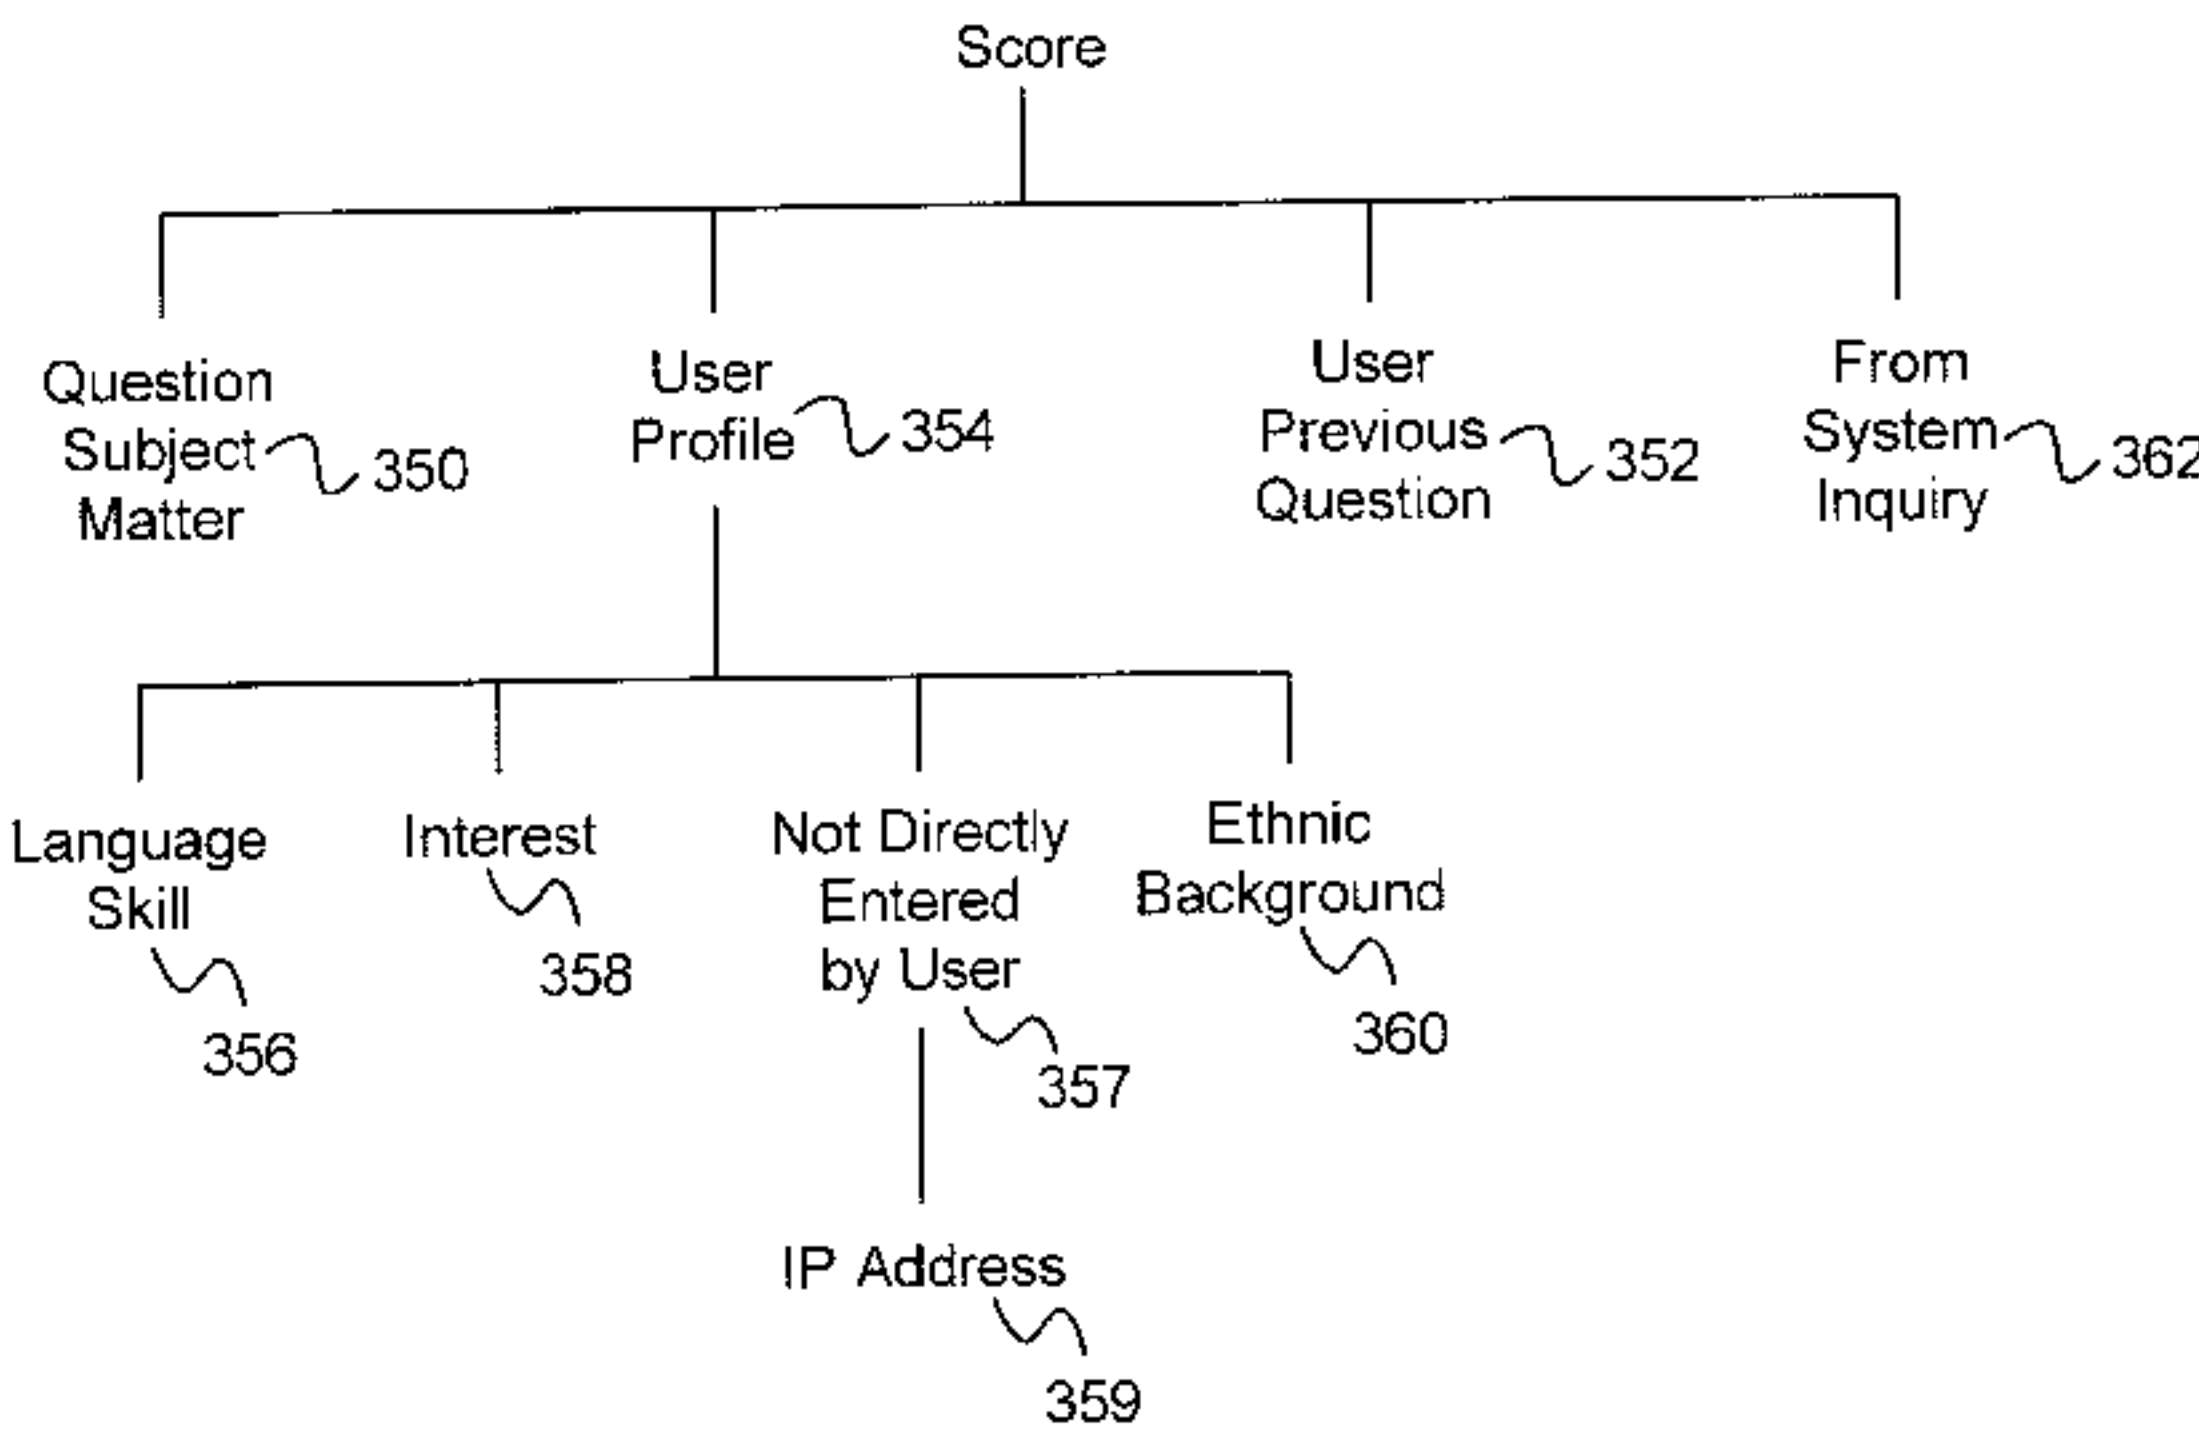 Score
Question
Subject 350
Matter
User
Profile 354
User
Previous 352
Question
From
System 362
Inquiry
Language
Skill
356
Interest
358
Not Directly
Entered
by User
357
Ethnic
Background
360
IP Address
359